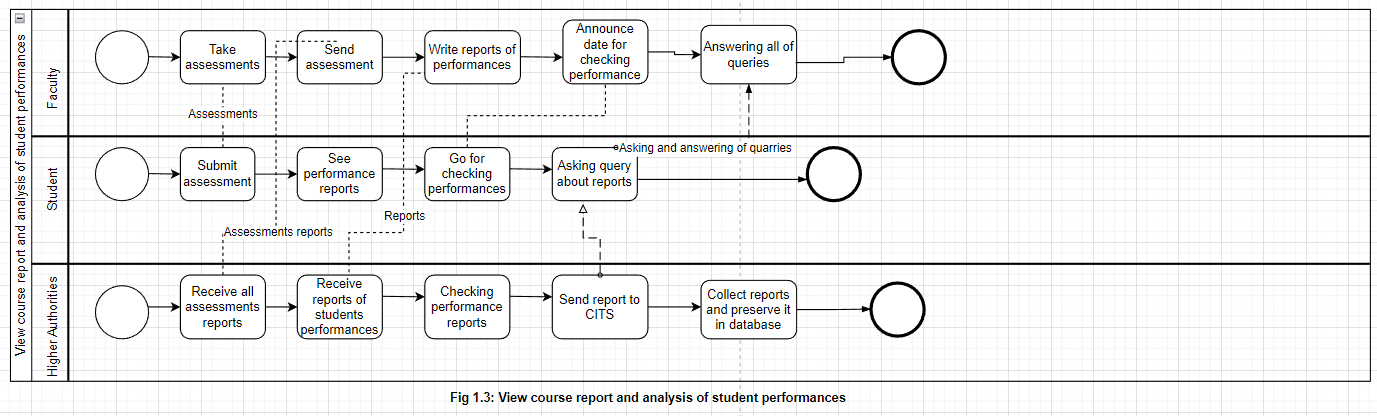 View course report and analysis of student performances
Faculty
Take
assessments
Send
assessment
Write reports of
performances
Announce
date for
checking
performance
Answering all of
queries
Assessments
Student
Submit
assessment
See
performance
reports
Go for
checking
performances
Asking query
about reports
Asking and answering of quarries
Reports
Assessments reports
Higher Authorities
Receive all
assessments
reports
Receive
reports of
students
performances
Checking
performance
reports
Send report to
CITS
Collect reports
and preserve it
in database
Fig 1.3: View course report and analysis of student performances